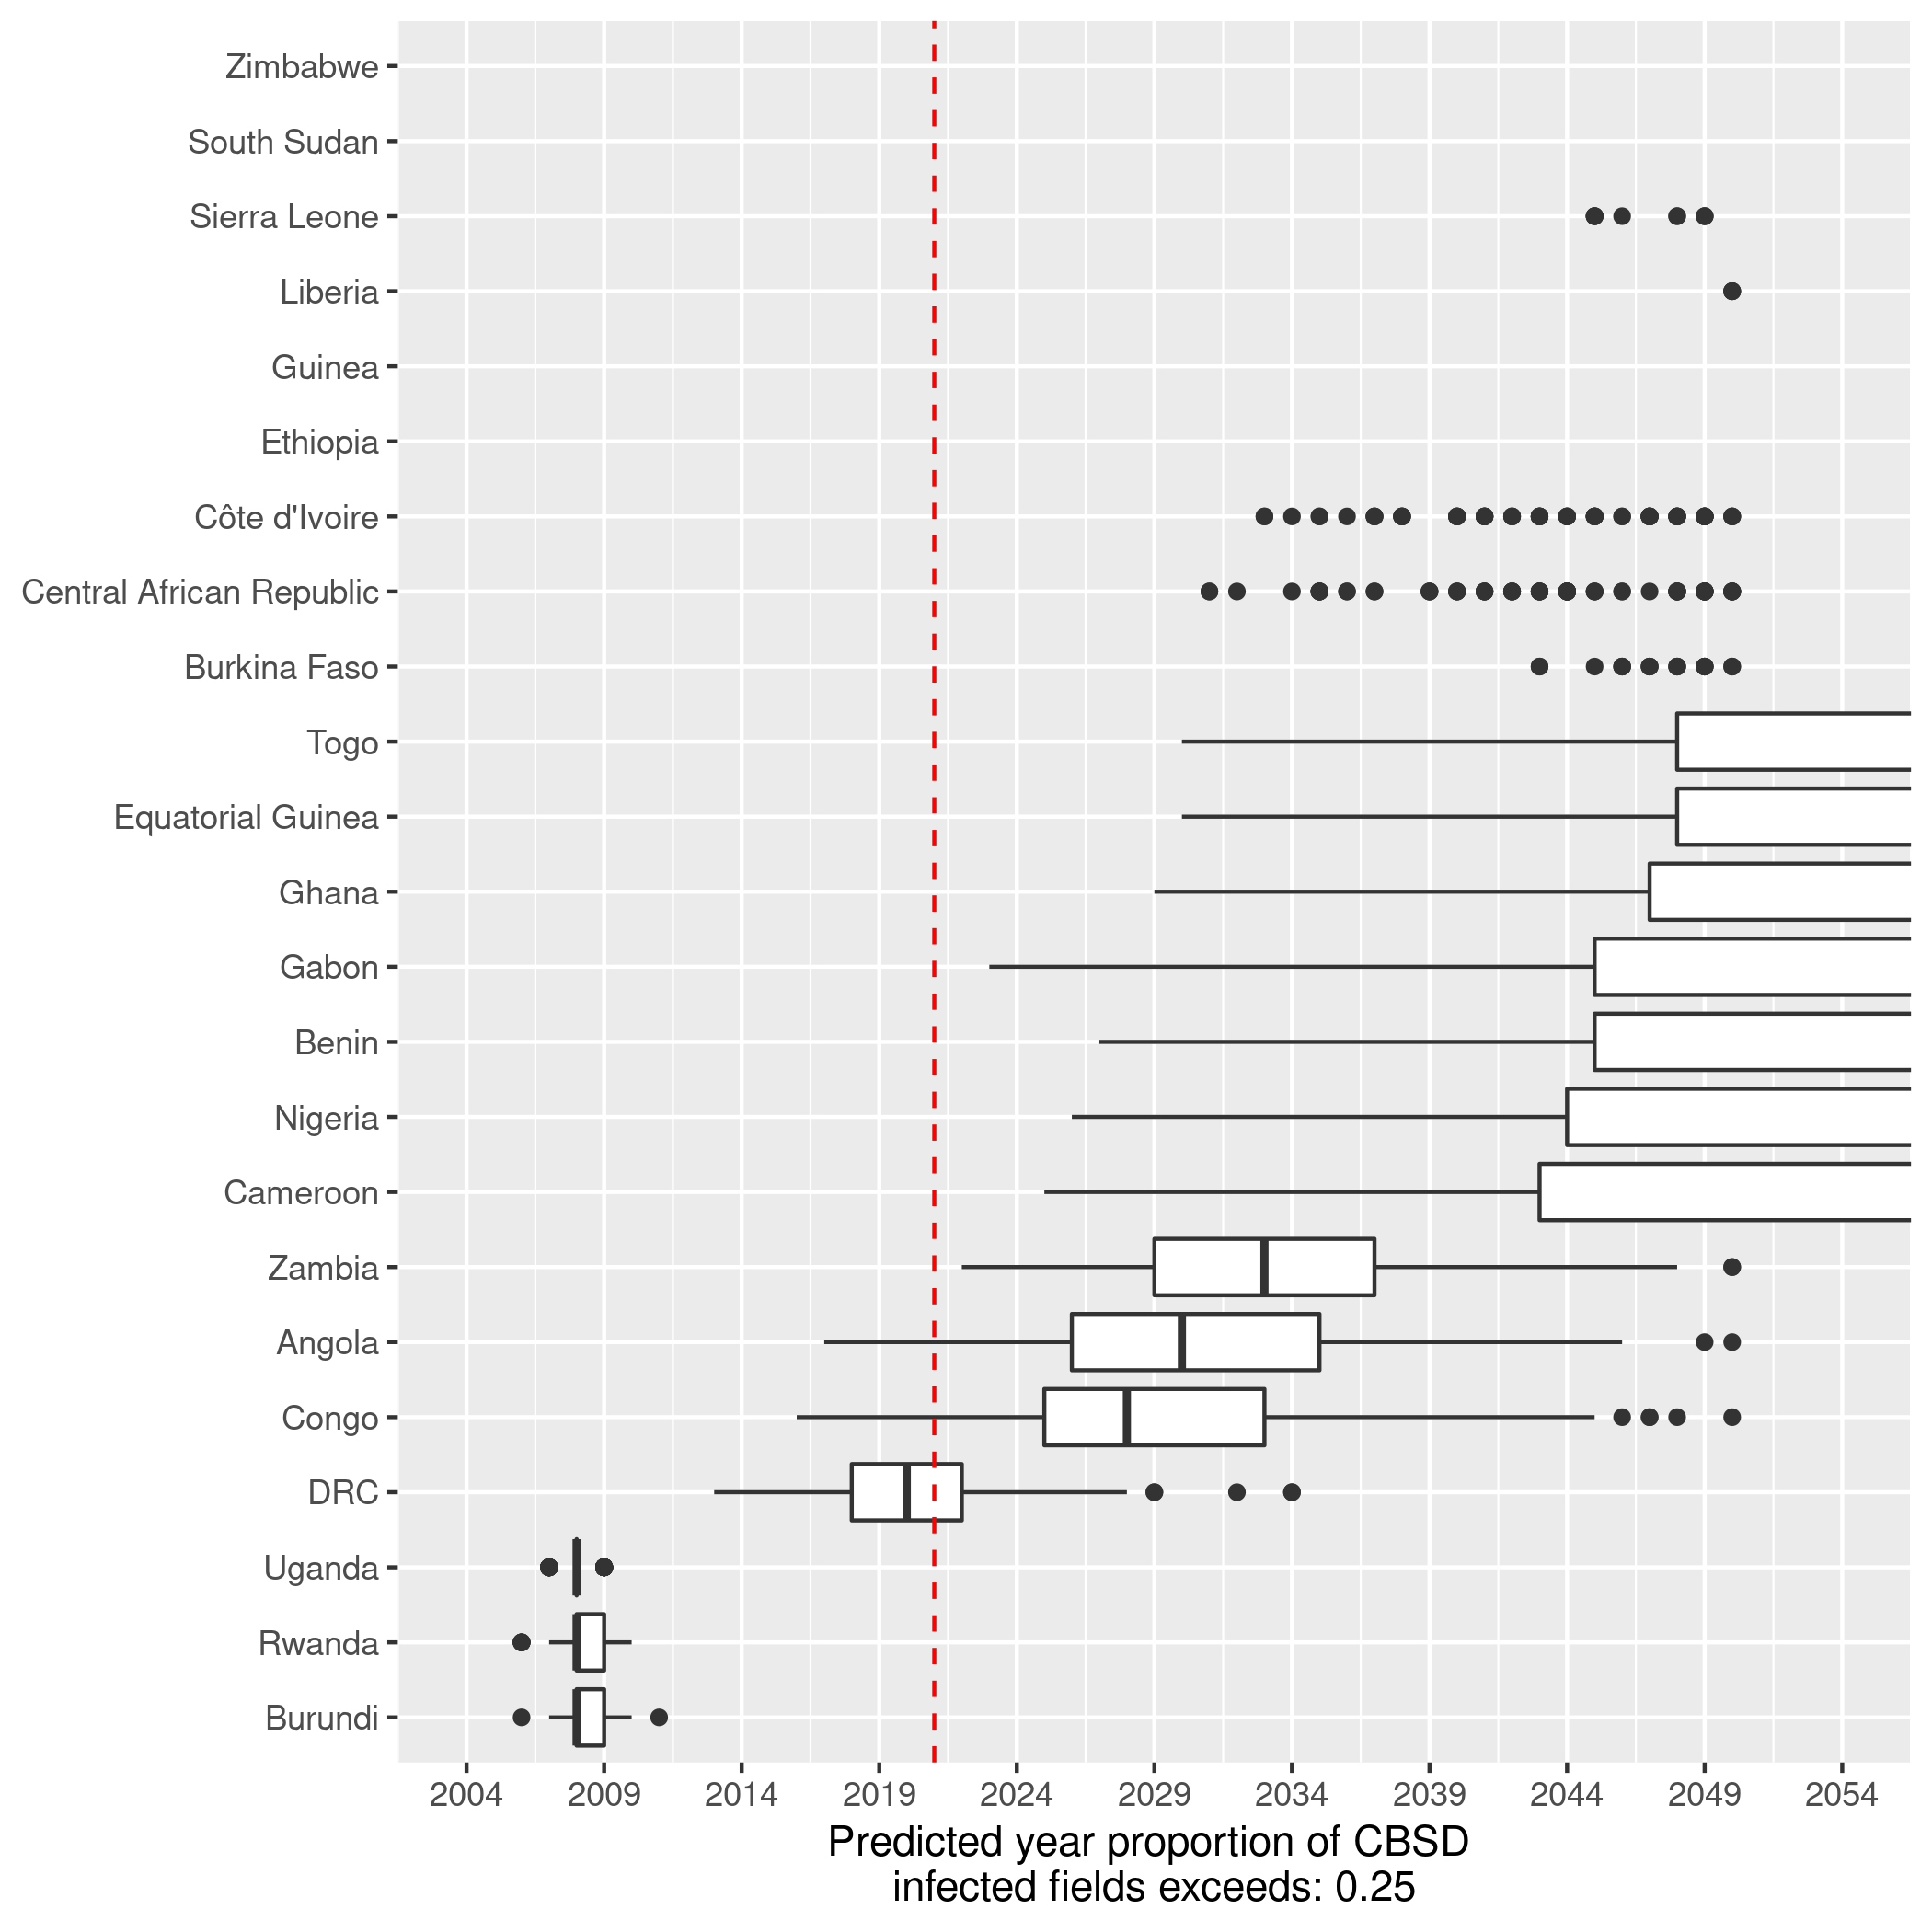 Zimbabwe
South Sudan
Sierra Leone
Liberia
Guinea
Ethiopia
Côte d'Ivoire
Central African Republic
Burkina Faso
Togo
Equatorial Guinea
Ghana
Gabon
Benin
Nigeria
Cameroon
Zambia
Angola
Congo
DRC
Uganda
Rwanda
Burundi
2004 2009 2014 2019 2024 2029 2034 2039 2044 2049 2054
Predicted year proportion of CBSD
infected fields exceeds: 0.25